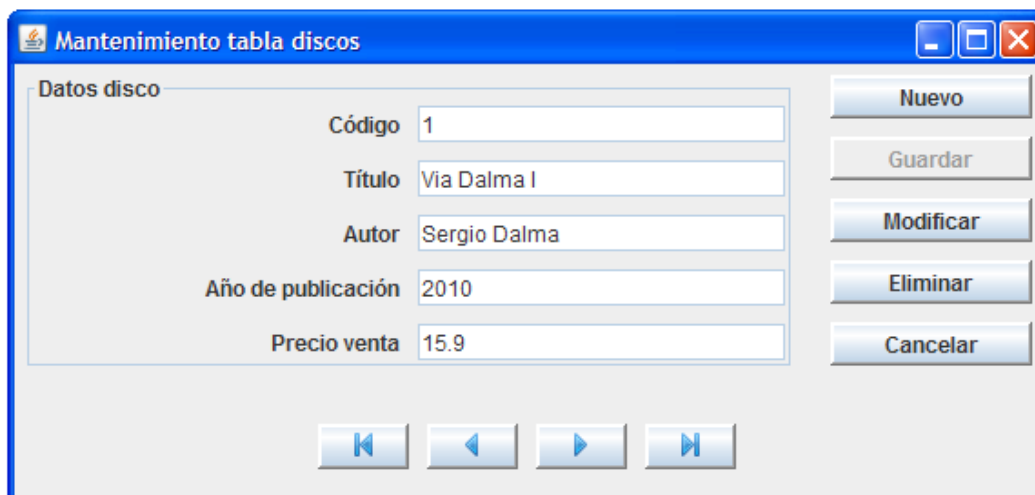 Mantenimiento tabla discos
Datos disco
Código 1
Título Via Dalma I
Autor Sergio Dalma
Año de publicación 2010
Precio venta 15.9
Nuevo
Guardar
Modificar
Eliminar
Cancelar